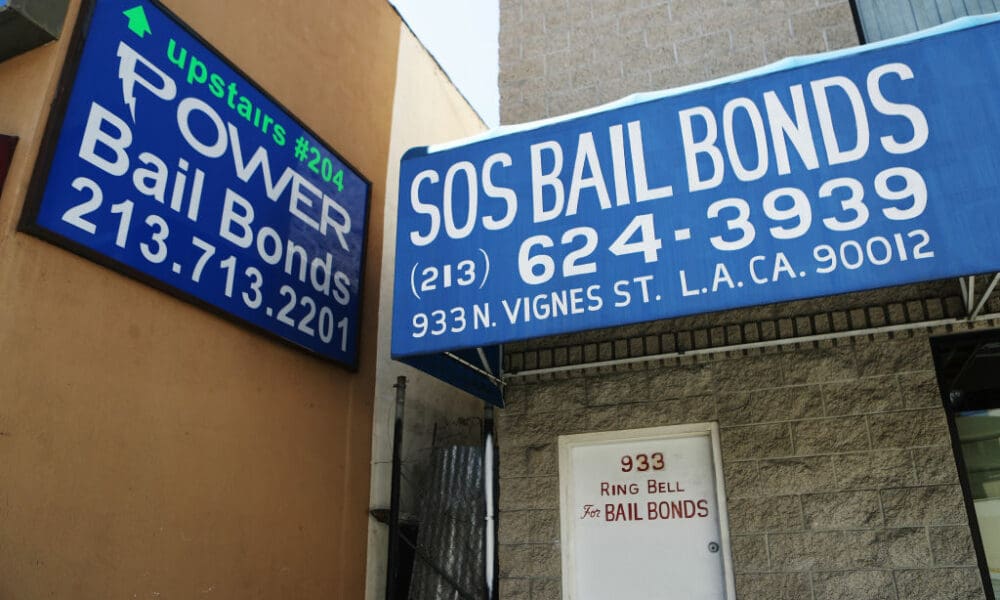 upstairs #204
POWER
Bail Bonds
213.713.2201
SOS BAIL BONDS
(213) 624-3939
933 N. VIGNES ST. L.A. CA. 90012
933
RING BELL
For BAIL BONDS